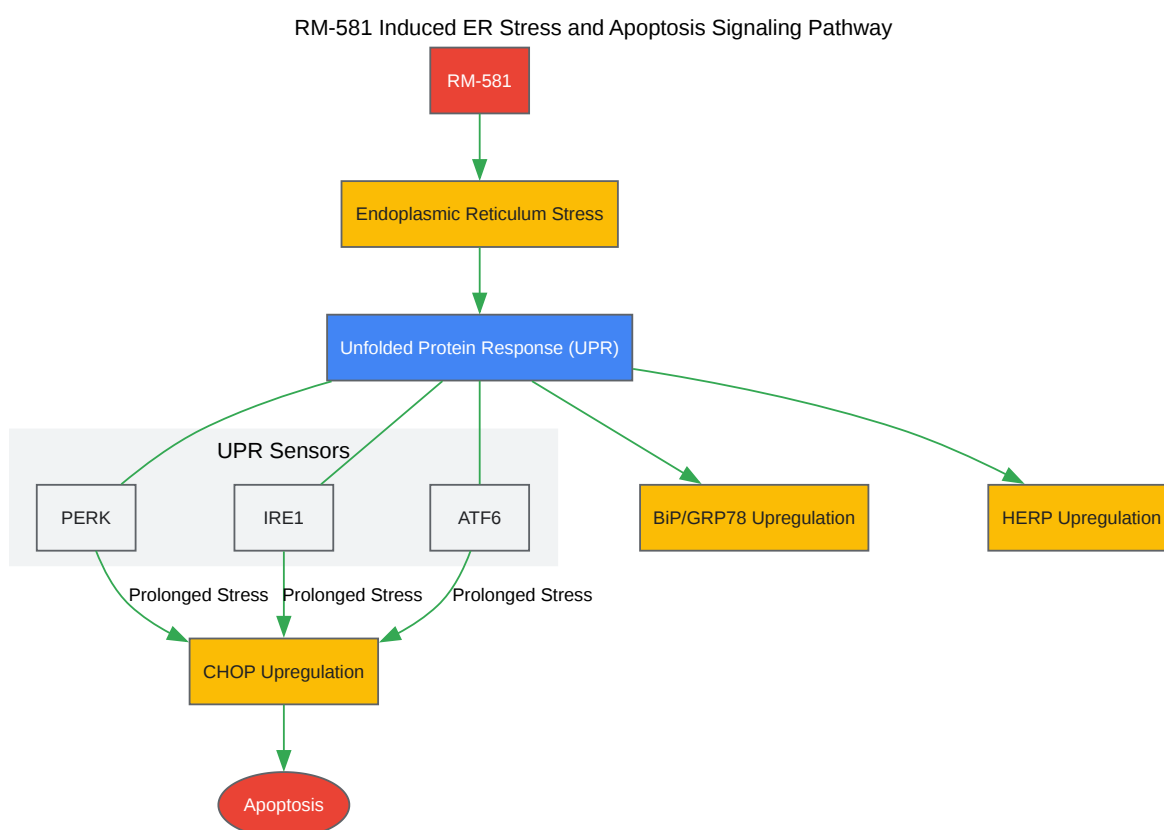 RM-581 Induced ER Stress and Apoptosis Signaling Pathway
RM-581
Endoplasmic Reticulum Stress
Unfolded Protein Response (UPR)
UPR Sensors
PERK
IRE1
ATF6
BiP/GRP78 Upregulation
HERP Upregulation
Prolonged Stress
Prolonged Stress
Prolonged Stress
CHOP Upregulation
Apoptosis